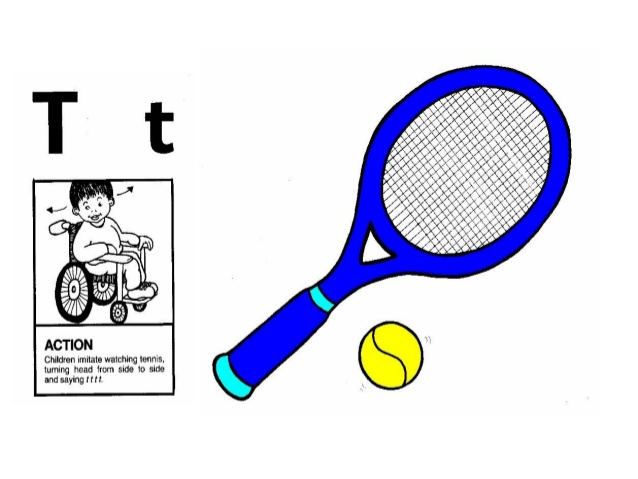 T t
ACTION
Children imitate watching tennis,
turning head from side to side
and saying t t t t.